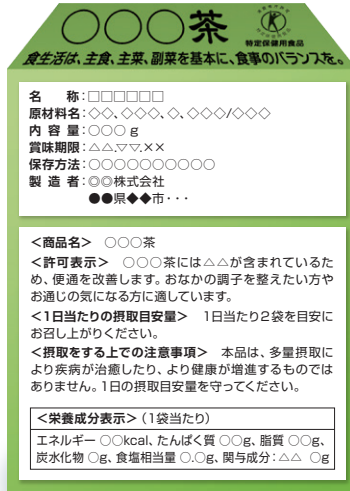 ○○○茶
特定保健用食品
食生活は、主食、主菜、副菜を基本に、食事のバランスを。
名　　称：□□□□□□
原材料名：◇◇、◇◇◇、◇、◇◇◇/◇◇◇
内 容 量：○○○ g
賞味期限：△△.▽▽.××
保存方法：○○○○○○○○○○
製 造 者：◎◎株式会社
●●県◆◆市・・・
＜商品名＞　○○○茶
＜許可表示＞　○○○茶には△△が含まれているた
め、便通を改善します。おなかの調子を整えたい方や
お通じの気になる方に適しています。
＜1日当たりの摂取目安量＞　1日当たり2袋を目安に
お召し上がりください。
＜摂取をする上での注意事項＞　本品は、多量摂取に
より疾病が治癒したり、より健康が増進するものでは
ありません。1日の摂取目安量を守ってください。
＜栄養成分表示＞（1袋当たり）
エネルギー ○○kcal、たんぱく質 ○○g、脂質 ○○g、
炭水化物 ○g、食塩相当量 ○.○g、関与成分：△△　○g